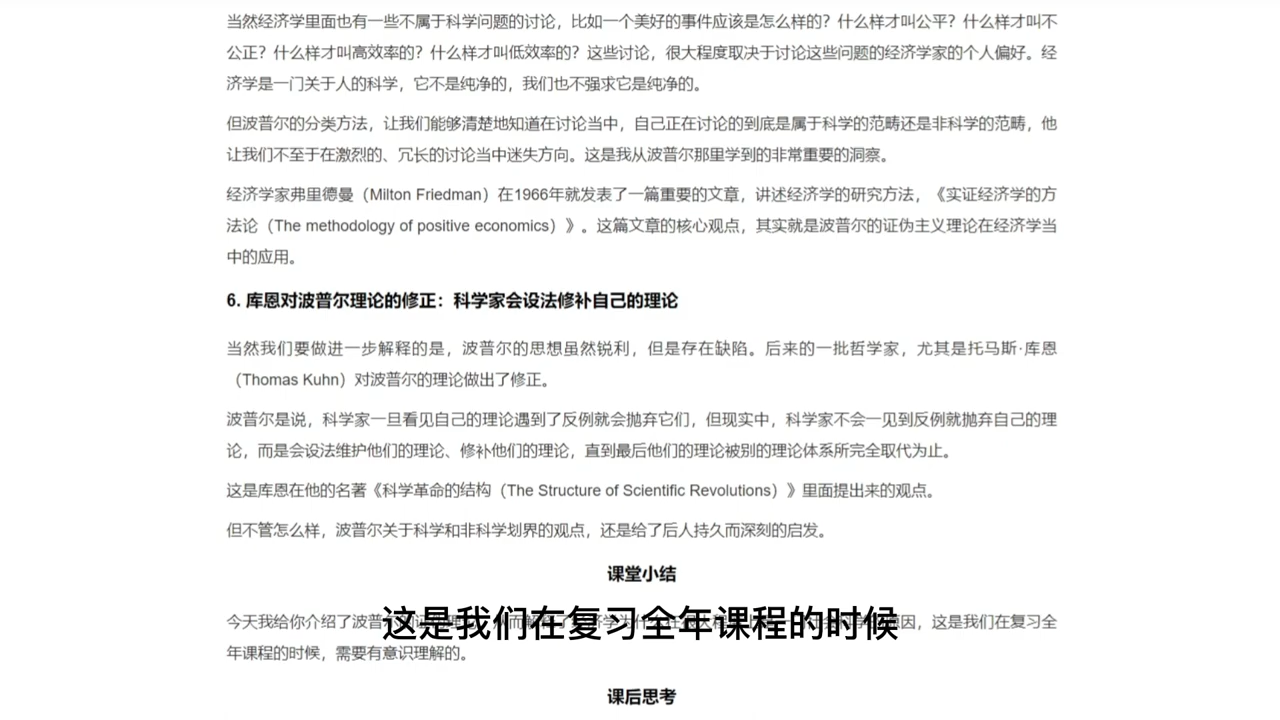 当然经济学里面也有一些不属于科学问题的讨论，比如一个美好的事件应该是怎么样的？什么样才叫公平？什么样才叫不
公正？什么样才叫高效率的？什么样才叫低效率的？这些讨论，很大程度取决于讨论这些问题的经济学家的个人偏好。经
济学是一门关于人的科学，它不是纯净的，我们也不强求它是纯净的。
但波普尔的分类方法，让我们能够清楚地知道在讨论当中，自己正在讨论的到底是属于科学的范畴还是非科学的范畴，他
让我们不至于在激烈的、冗长的讨论当中迷失方向。这是我从波普尔那里学到的非常重要的洞察。
经济学家弗里德曼（Milton Friedman）在1966年就发表了一篇重要的文章，讲述经济学的研究方法，《实证经济学的方
法论（The methodology of positive economics）》。这篇文章的核心观点，其实就是波普尔的证伪主义理论在经济学当
中的应用。
6. 库恩对波普尔理论的修正：科学家会设法修补自己的理论
当然我们要做进一步解释的是，波普尔的思想虽然锐利，但是存在缺陷。后来的一批哲学家，尤其是托马斯·库恩
（Thomas Kuhn）对波普尔的理论做出了修正。
波普尔是说，科学家一旦看见自己的理论遇到了反例就会抛弃它们，但现实中，科学家不会一见到反例就抛弃自己的理
论，而是会设法维护他们的理论、修补他们的理论，直到最后他们的理论被别的理论体系所完全取代为止。
这是库恩在他的名著《科学革命的结构（The Structure of Scientific Revolutions）》里面提出来的观点。
但不管怎么样，波普尔关于科学和非科学划界的观点，还是给了后人持久而深刻的启发。
课堂小结
今天我给你介绍了波普 原因，这是我们在复习全
这是我们在复习全年课程的时候
年课程的时候，需要有意识理解的。
课后思考